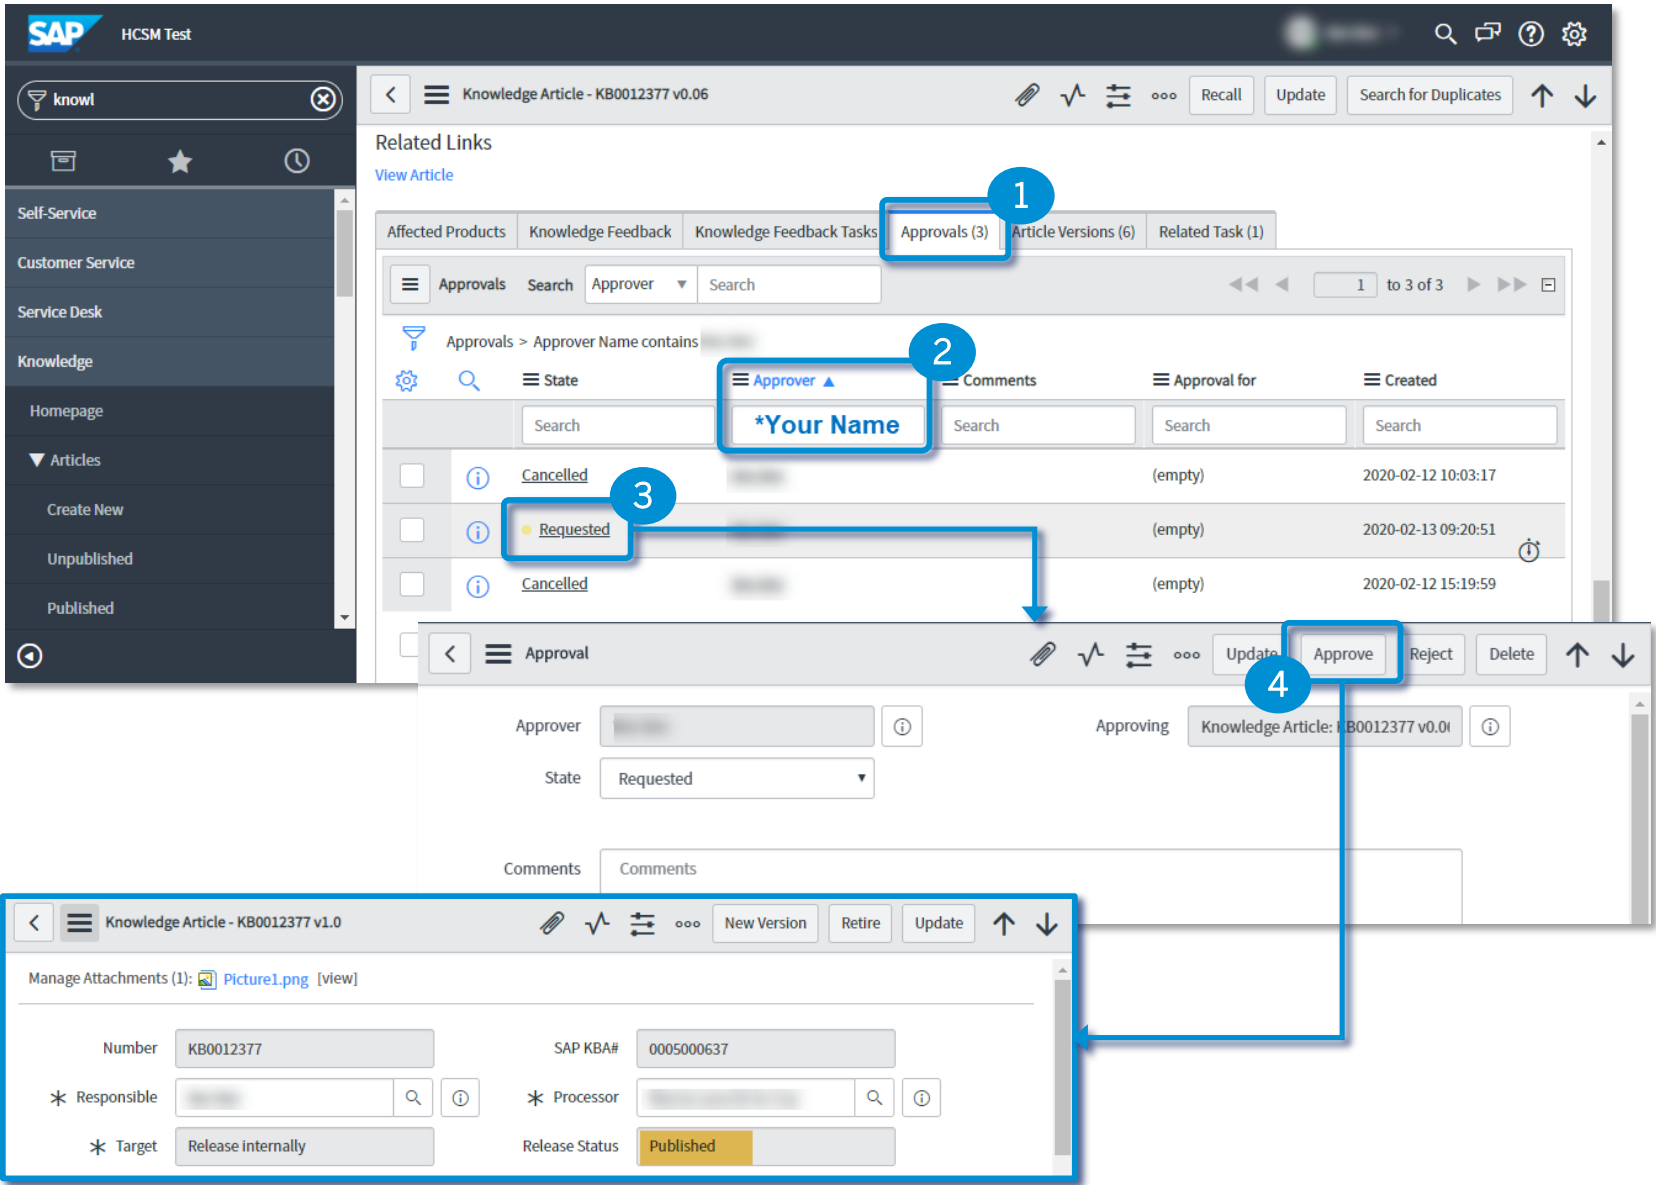 SAP HCSM Test
knowl
Knowledge Article - KB0012377 v0.06
Recall Update Search for Duplicates
Related Links
View Article
1
Affected Products Knowledge Feedback Knowledge Feedback Tasks Approvals (3) Article Versions (6) Related Task (1)
Approvals Search Approver Search 1 to 3 of 3
Approvals > Approver Name contains
2
State Approver Comments Approval for Created
Search *Your Name Search Search Search
Cancelled (empty) 2020-02-12 10:03:17
3
Requested (empty) 2020-02-13 09:20:51
Cancelled (empty) 2020-02-12 15:19:59
Self-Service
Customer Service
Service Desk
Knowledge
Homepage
Articles
Create New
Unpublished
Published
Approval Update Approve Reject Delete
4
Approver Approving Knowledge Article: KB0012377 v0.0
State Requested
Comments Comments
Knowledge Article - KB0012377 v1.0 New Version Retire Update
Manage Attachments (1): Picture1.png [view]
Number KB0012377 SAP KBA# 0005000637
Responsible Processor
Target Release internally Release Status Published